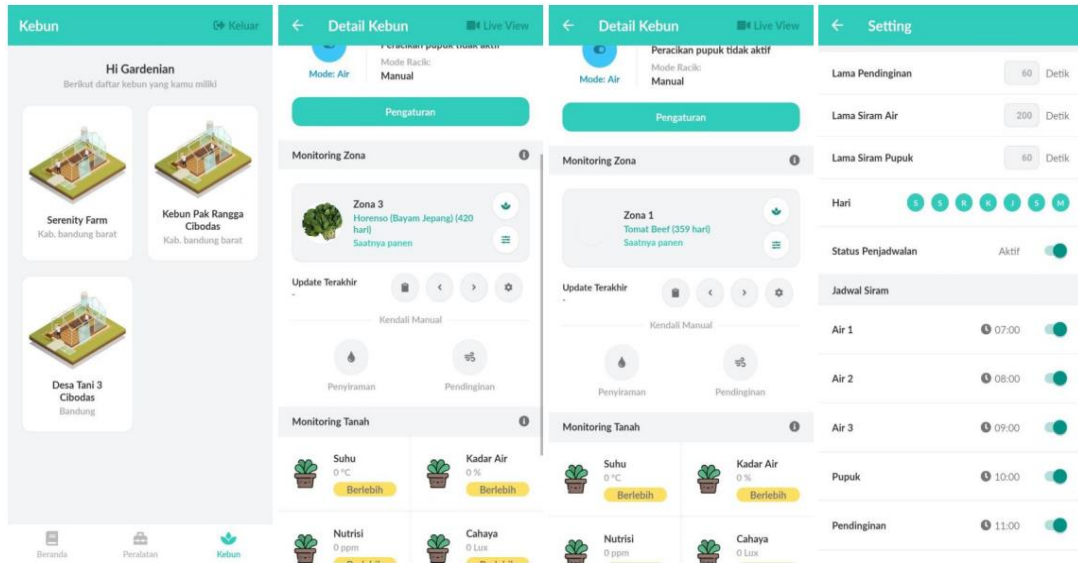 Kebun
Keluar
Hi Gardenian
Berikut daftar kebun yang kamu miliki
Serenity Farm
Kab. bandung barat
Kebun Pak Rangga
Cibodas
Kab. bandung barat
Desa Tani 3
Cibodas
Bandung
Beranda
Peralatan
Kebun
Detail Kebun
Live View
Peracikan pupuk tidak aktif
Mode Racik:
Mode: Air
Manual
Pengaturan
Monitoring Zona
Zona 3
Horenso (Bayam Jepang) (420
hari)
Saatnya panen
Update Terakhir
-
Kendali Manual
Penyiraman
Pendinginan
Monitoring Tanah
Suhu
0 °C
Berlebih
Kadar Air
0 %
Berlebih
Nutrisi
0 ppm
Berlebih
Cahaya
0 Lux
Berlebih
Detail Kebun
Live View
Peracikan pupuk tidak aktif
Mode Racik:
Mode: Air
Manual
Pengaturan
Monitoring Zona
Zona 1
Tomat Beef (359 hari)
Saatnya panen
Update Terakhir
-
Kendali Manual
Penyiraman
Pendinginan
Monitoring Tanah
Suhu
0 °C
Berlebih
Kadar Air
0 %
Berlebih
Nutrisi
0 ppm
Cahaya
0 Lux
Setting
Lama Pendinginan 60 Detik
Lama Siram Air 200 Detik
Lama Siram Pupuk 60 Detik
Hari S S R K J S M
Status Penjadwalan Aktif
Jadwal Siram
Air 1 07:00
Air 2 08:00
Air 3 09:00
Pupuk 10:00
Pendinginan 11:00